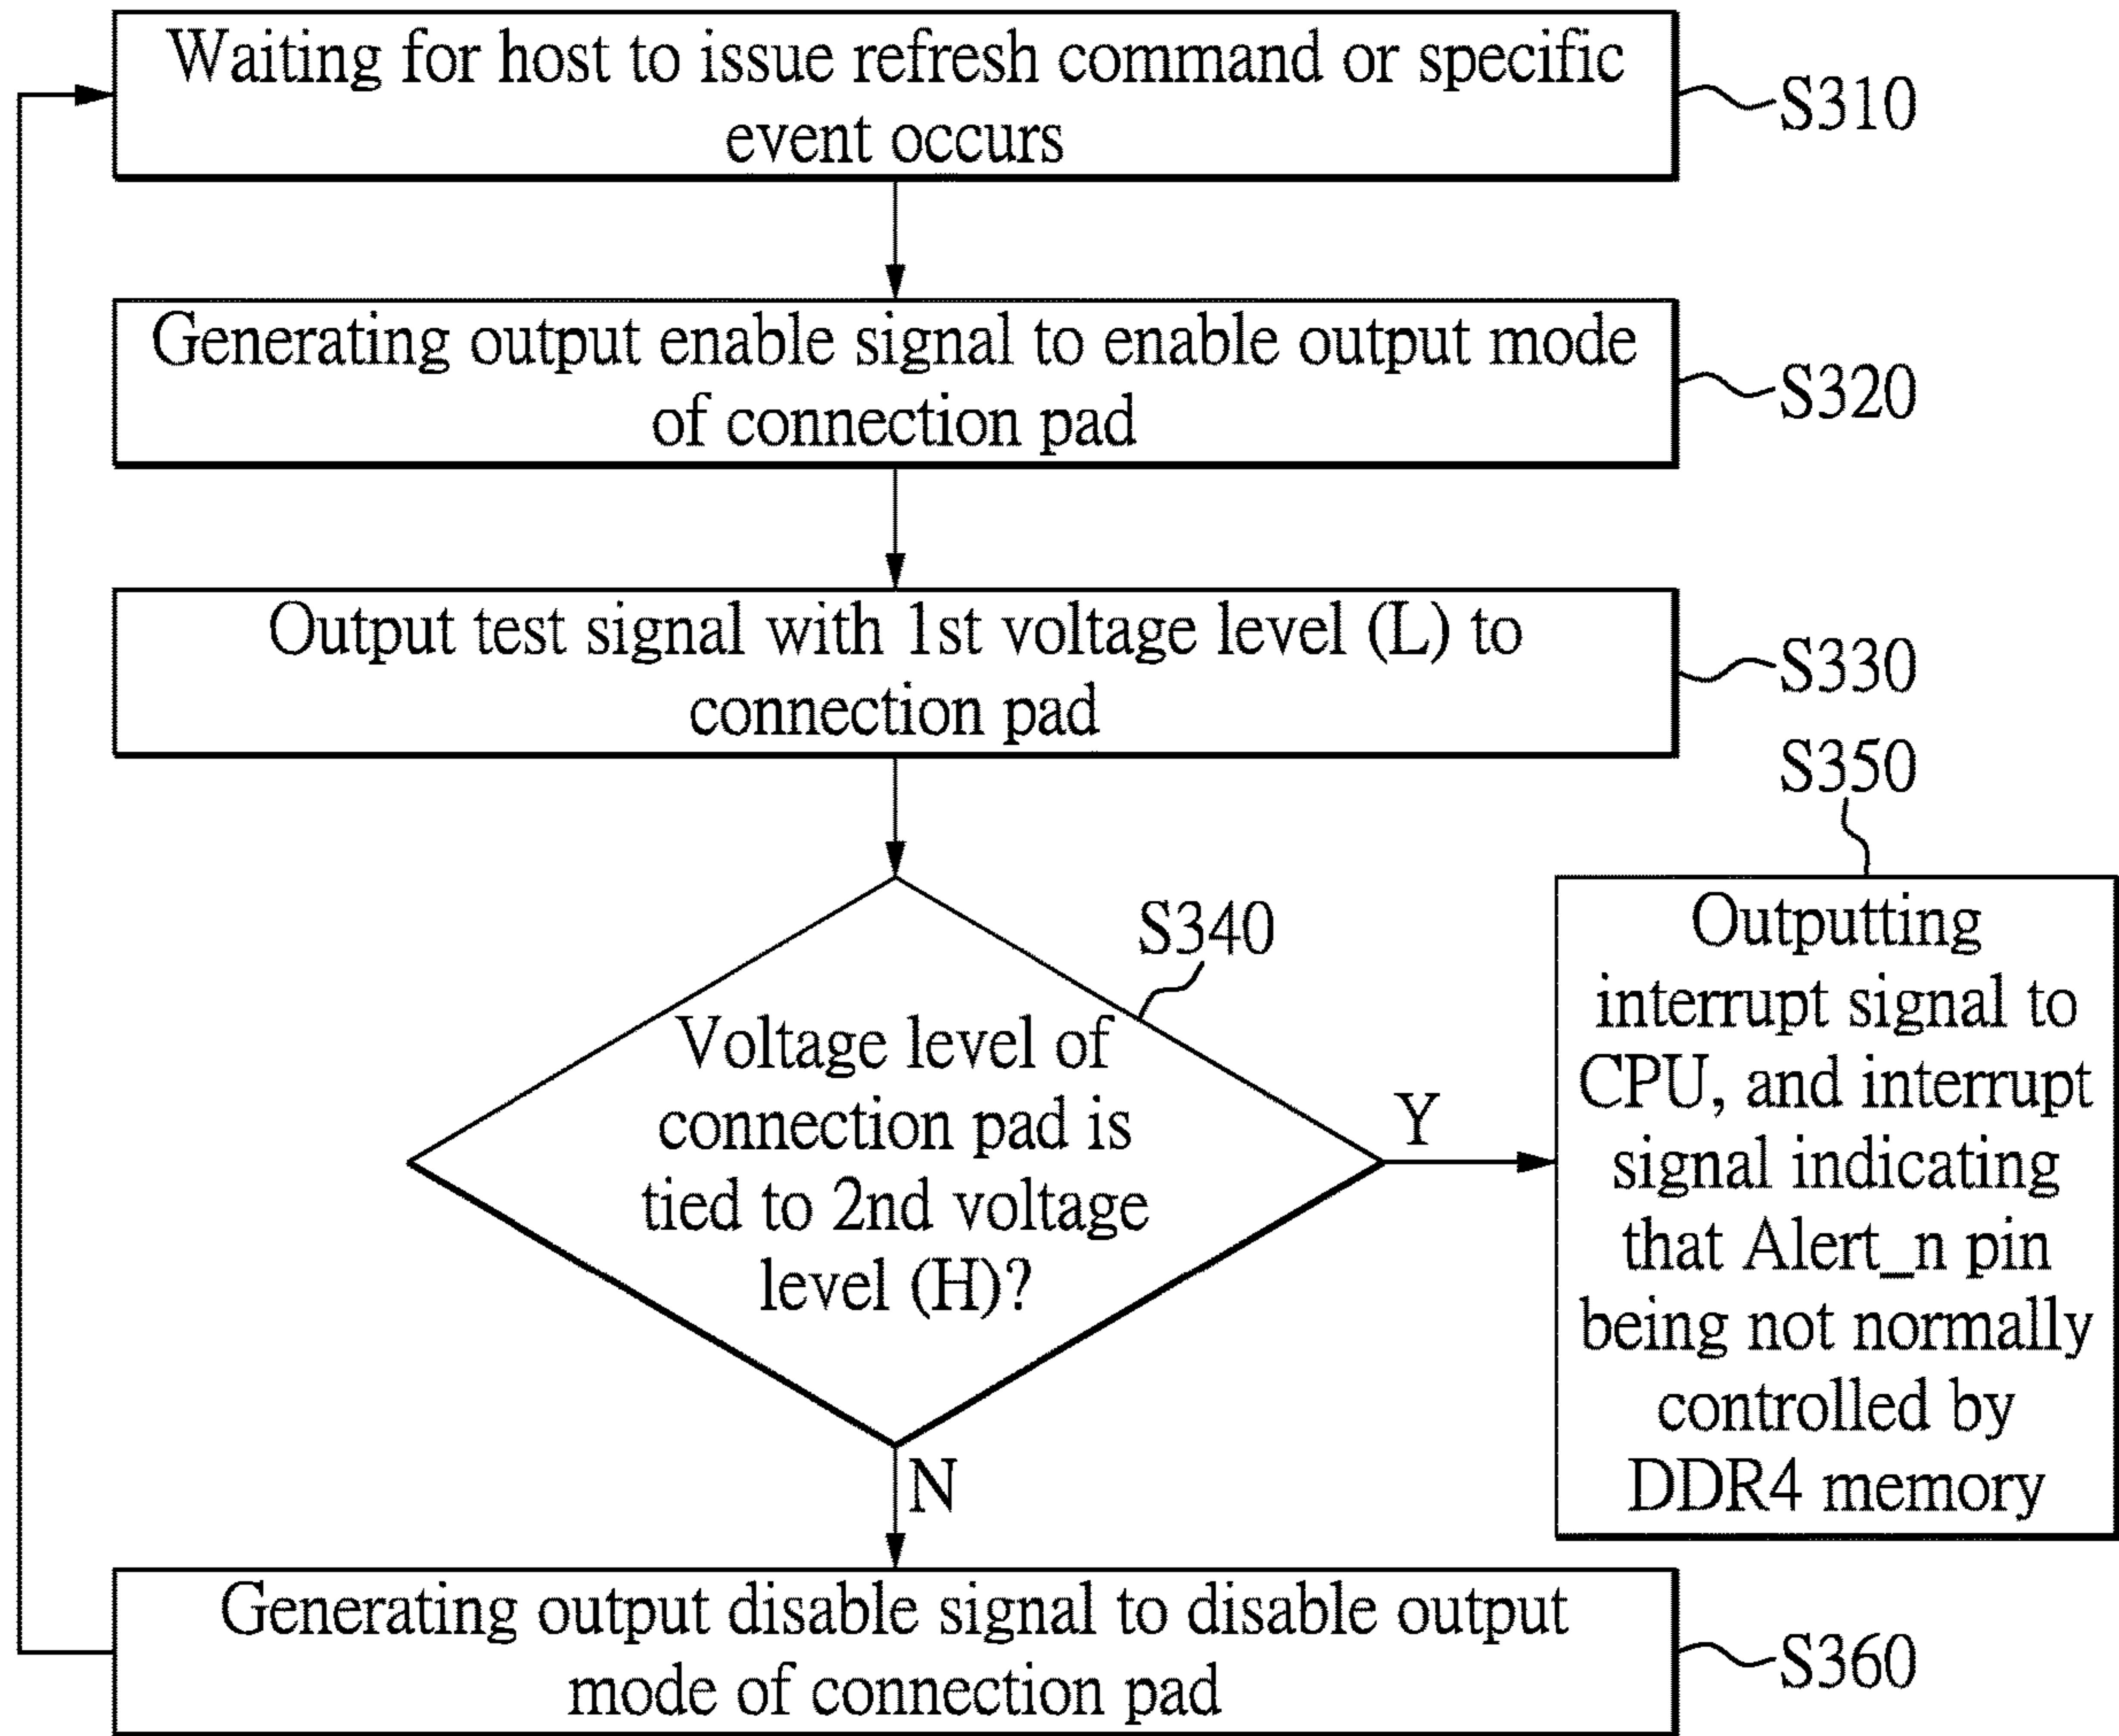 Waiting for host to issue refresh command or specific
event occurs
S310
Generating output enable signal to enable output mode
of connection pad
S320
Output test signal with 1st voltage level (L) to
connection pad
S330
S340
Voltage level of
connection pad is
tied to 2nd voltage
level (H)?
Y
N
S350
Outputting
interrupt signal to
CPU, and interrupt
signal indicating
that Alert_n pin
being not normally
controlled by
DDR4 memory
Generating output disable signal to disable output
mode of connection pad
S360